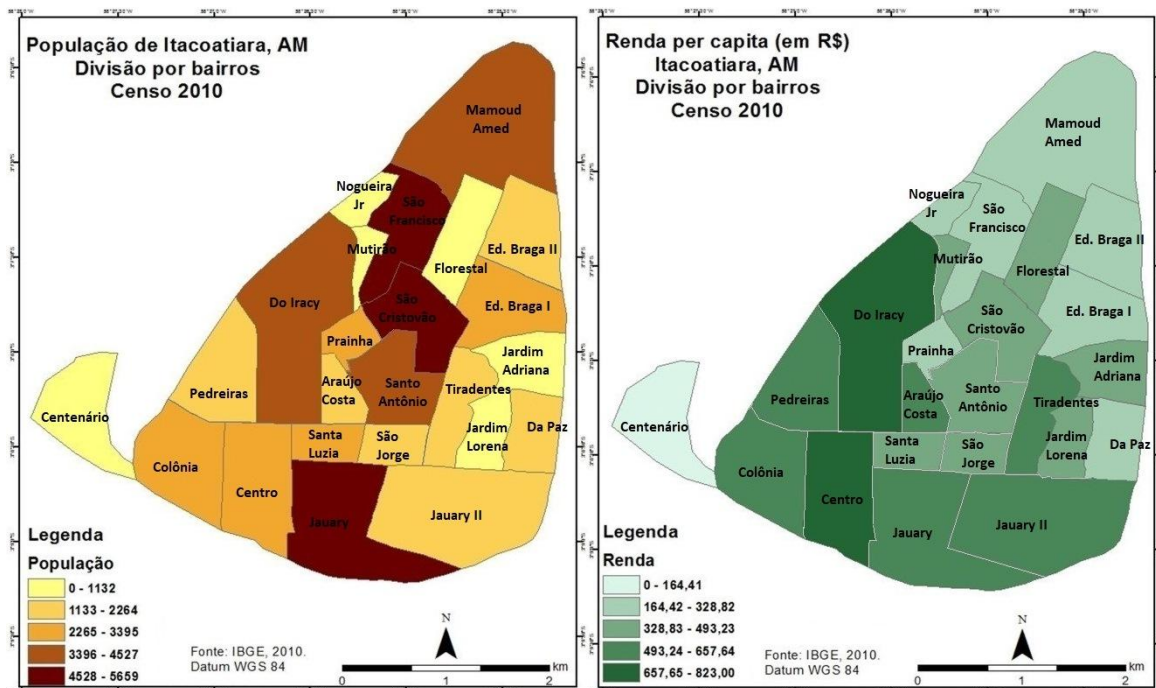 População de Itacoatiara, AM
Divisão por bairros
Censo 2010
Mamoud
Amed
Nogueira
Jr
São
Francisco
Mutirão
Ed. Braga II
Florestal
Do Iracy
São
Cristovão
Ed. Braga I
Prainha
Jardim
Adriana
Pedreiras
Araújo
Costa
Santo
Antônio
Tiradentes
Centenário
Jardim
Lorena
Da Paz
Santa
Luzia
São
Jorge
Colônia
Centro
Jauary
Jauary II
Legenda
População
0 - 1132
1133 - 2264
2265 - 3395
3396 - 4527
4528 - 5659
Fonte: IBGE, 2010.
Datum WGS 84
N
km
0
1
2
Renda per capita (em R$)
Itacoatiara, AM
Divisão por bairros
Censo 2010
Mamoud
Amed
Nogueira
Jr
São
Francisco
Ed. Braga II
Mutirão
Florestal
Ed. Braga I
São
Cristovão
Do Iracy
Prainha
Jardim
Adriana
Pedreiras
Araújo
Costa
Santo
Antônio
Tiradentes
Centenário
Jardim
Lorena
Da Paz
Santa
Luzia
São
Jorge
Colônia
Centro
Jauary
Jauary II
Legenda
Renda
0 - 164,41
164,42 - 328,82
328,83 - 493,23
493,24 - 657,64
657,65 - 823,00
Fonte: IBGE, 2010.
Datum WGS 84
N
km
0
1
2